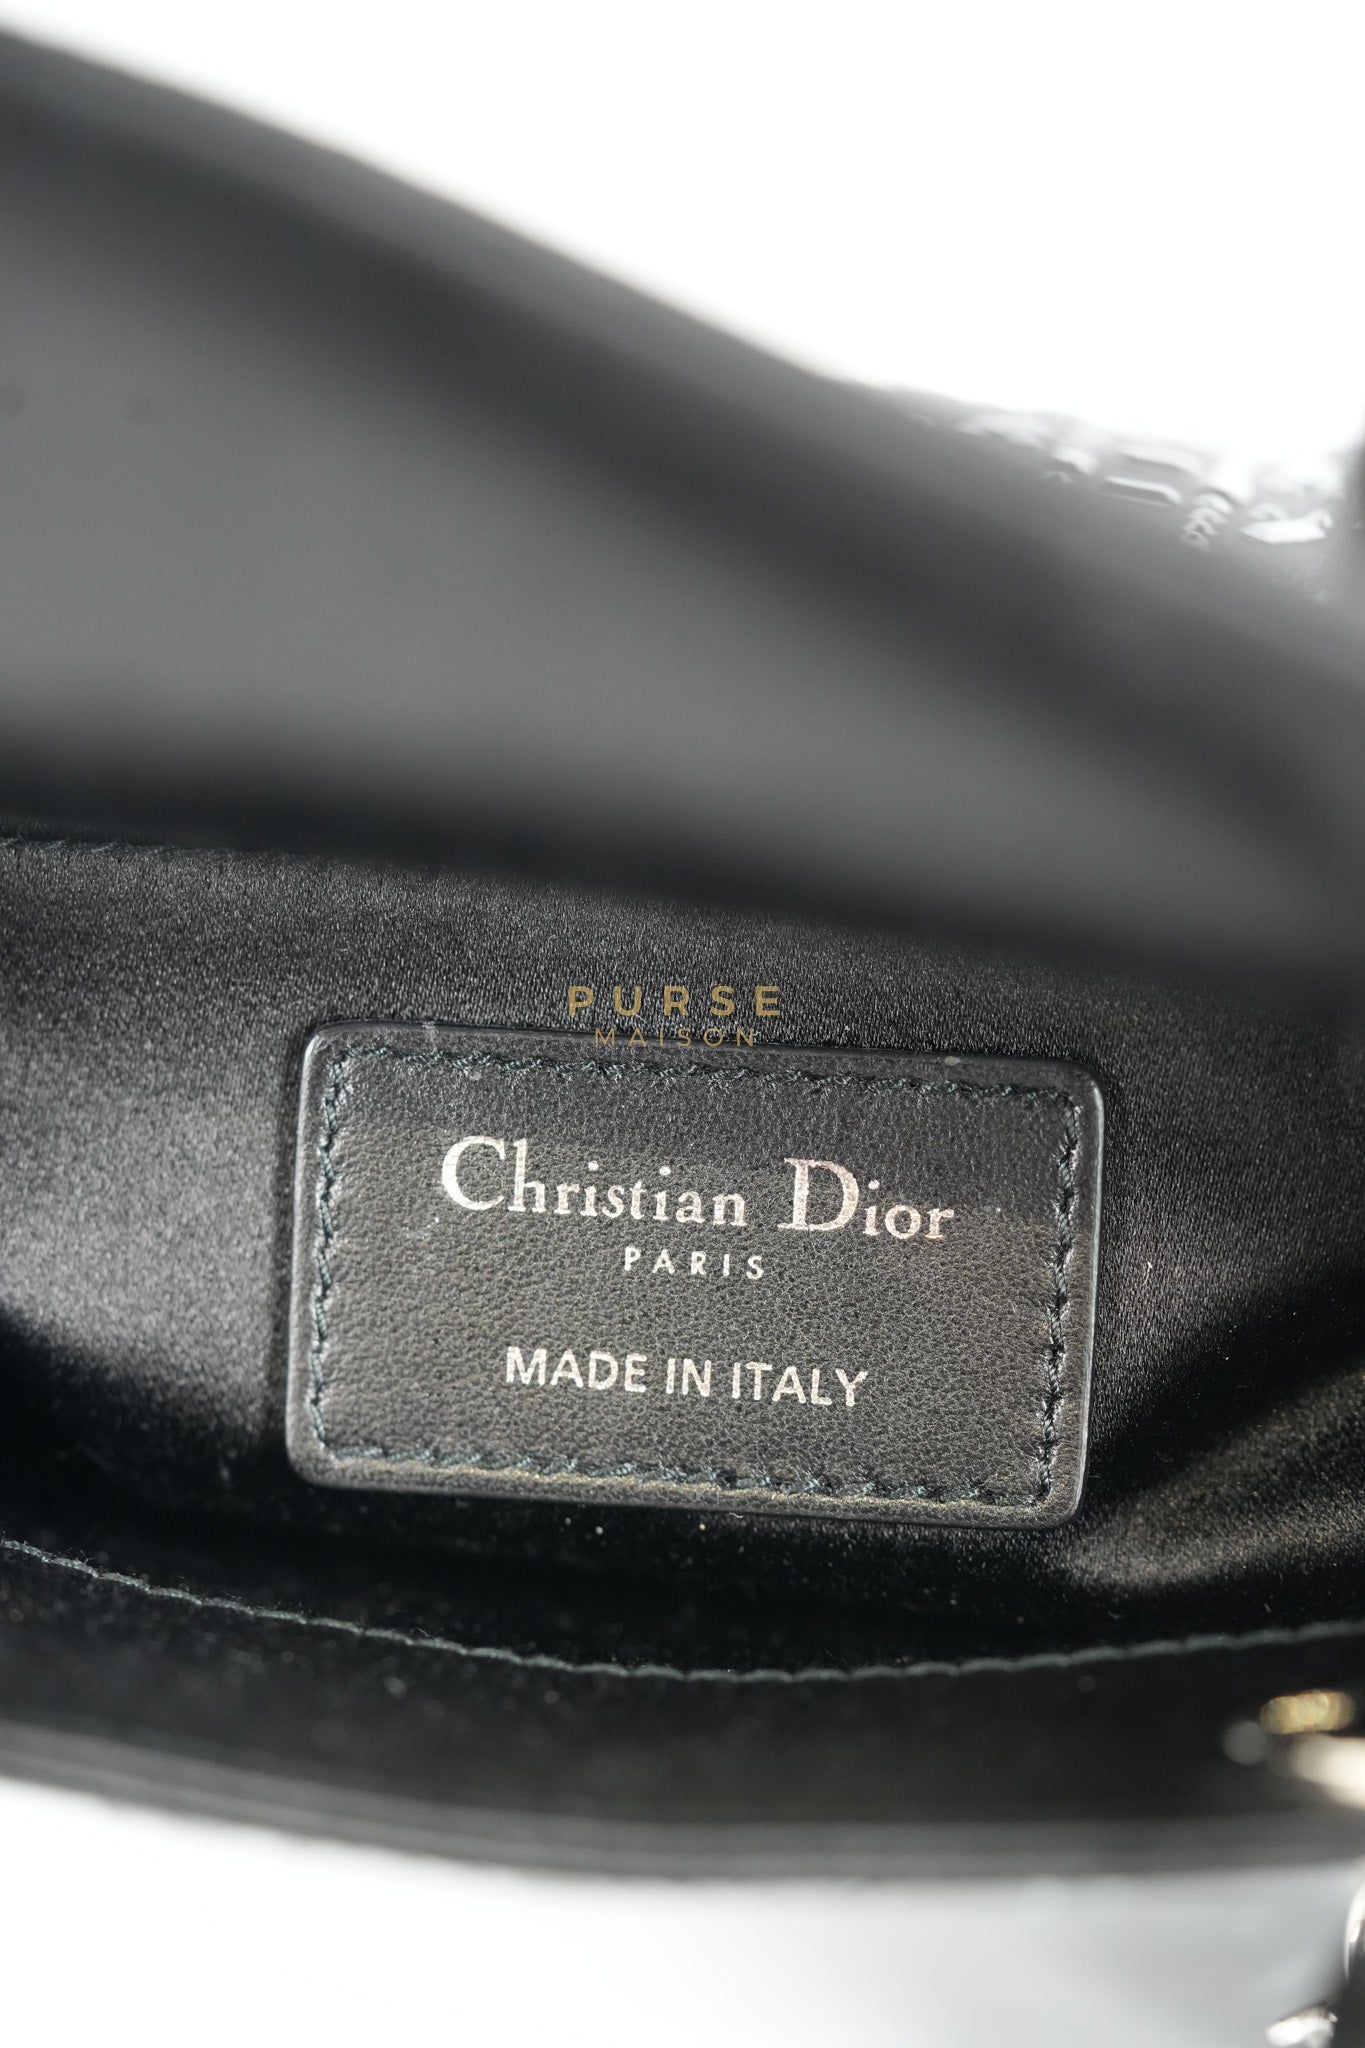 PURSE
MAISON
Christian Dior
PARIS
MADE IN ITALY